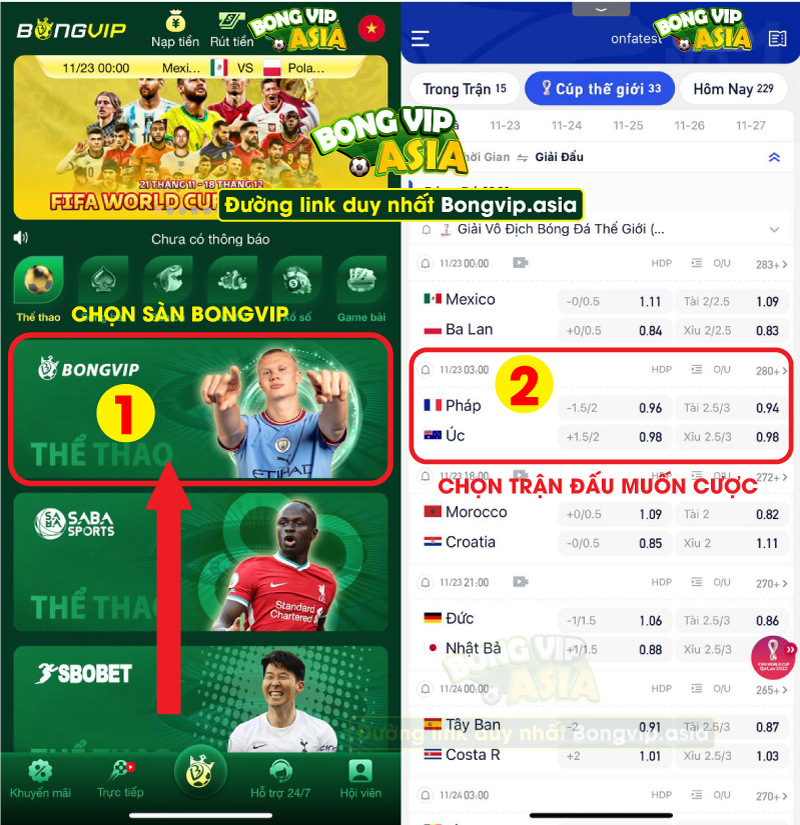 BONGVIP
Nạp tiền
Rút tiền
BONG VIP
ASIA
11/23 00:00 Mexi... VS Pola...
21 THÁNG 11 - 18 THÁNG 12
FIFA WORLD CUP
Chưa có thông báo
Thể thao
Xổ số
Game bài
CHỌN SÀN BONGVIP
BONGVIP
1
THỂ THAO
ETIHAD
SABA
SPORTS
THỂ THAO
Standard
Chartered
SBOBET
THỂ THAO
Khuyến mãi
Trực tiếp
Hỗ trợ 24/7
Hội viên
BONG VIP
ASIA
Đường link duy nhất Bongvip.asia
onfatest
BONG VIP
ASIA
Trong Trận 15
Cúp thế giới 33
Hôm Nay 229
11-23 11-24 11-25 11-26 11-27
Giải Đấu
Giải Vô Địch Bóng Đá Thế Giới (...
11/23 00:00 HDP O/U 283+
Mexico -0/0.5 1.11 Tài 2/2.5 1.09
Ba Lan +0/0.5 0.84 Xỉu 2/2.5 0.83
11/23 03:00 HDP O/U 280+
2
Pháp -1.5/2 0.96 Tài 2.5/3 0.94
Úc +1.5/2 0.98 Xỉu 2.5/3 0.98
11/23 18:00 HDP O/U 272+
CHỌN TRẬN ĐẤU MUỐN CƯỢC
Morocco +0/0.5 1.09 Tài 2 0.82
Croatia -0/0.5 0.85 Xỉu 2 1.11
11/23 21:00 HDP O/U 270+
Đức -1/1.5 1.06 Tài 2.5/3 0.86
Nhật Bả +1/1.5 0.88 Xỉu 2.5/3
FIFA WORLD CUP
Qatar2022
BONG VIP
ASIA
11/24 00:00 HDP O/U 265+
Tây Ban -2 0.91 Tài 2.5/3 0.87
Đường link duy nhất Bongvip.asia
Costa R +2 1.01 Xỉu 2.5/3 1.03
11/24 03:00 HDP O/U 270+